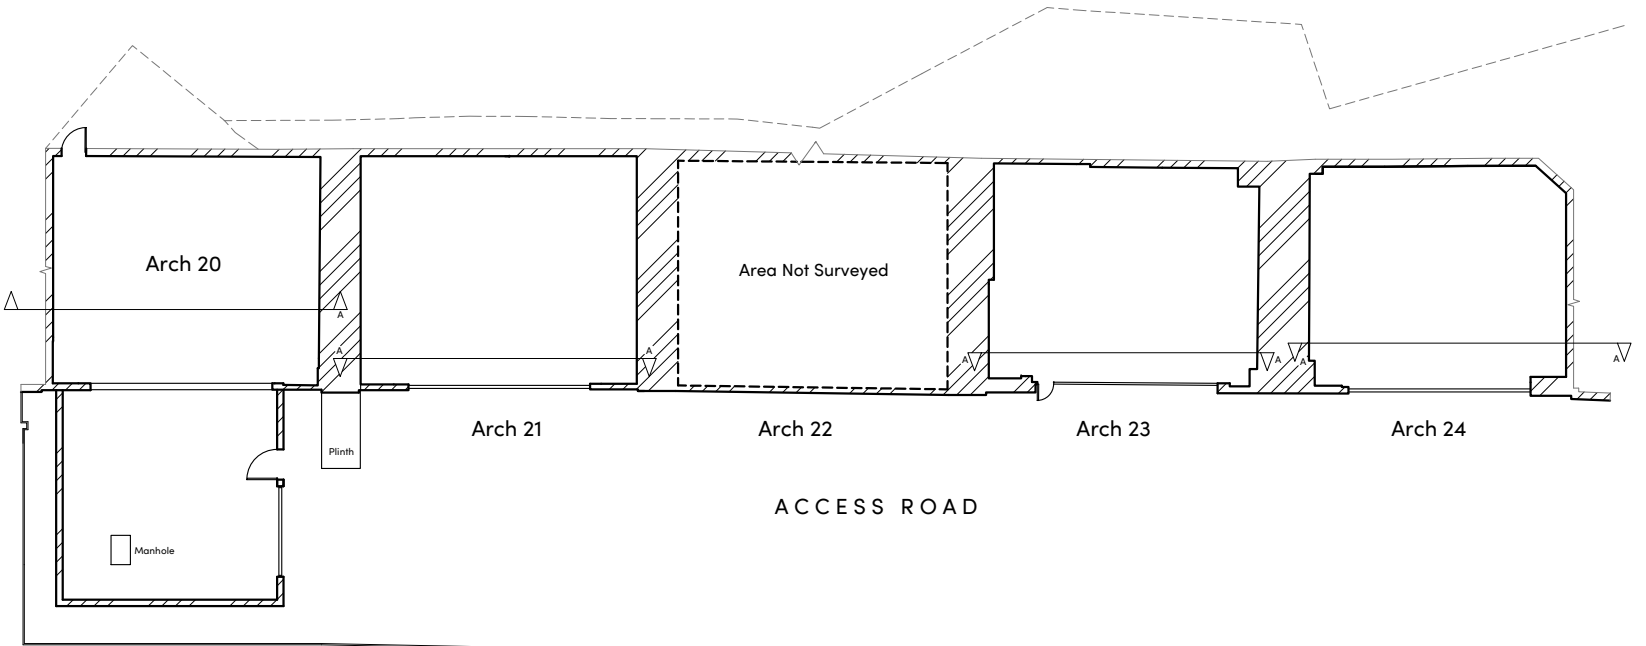 Arch 20
Area Not Surveyed
A
A
A
A
A
A
A
Arch 21
Arch 22
Arch 23
Arch 24
Plinth
ACCESS ROAD
Manhole